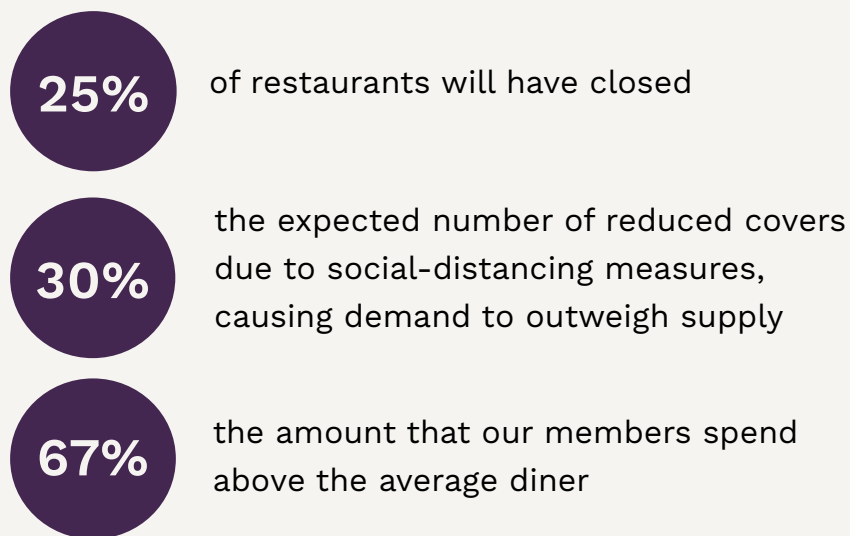 25%
of restaurants will have closed
30%
the expected number of reduced covers
due to social-distancing measures,
causing demand to outweigh supply
67%
the amount that our members spend
above the average diner